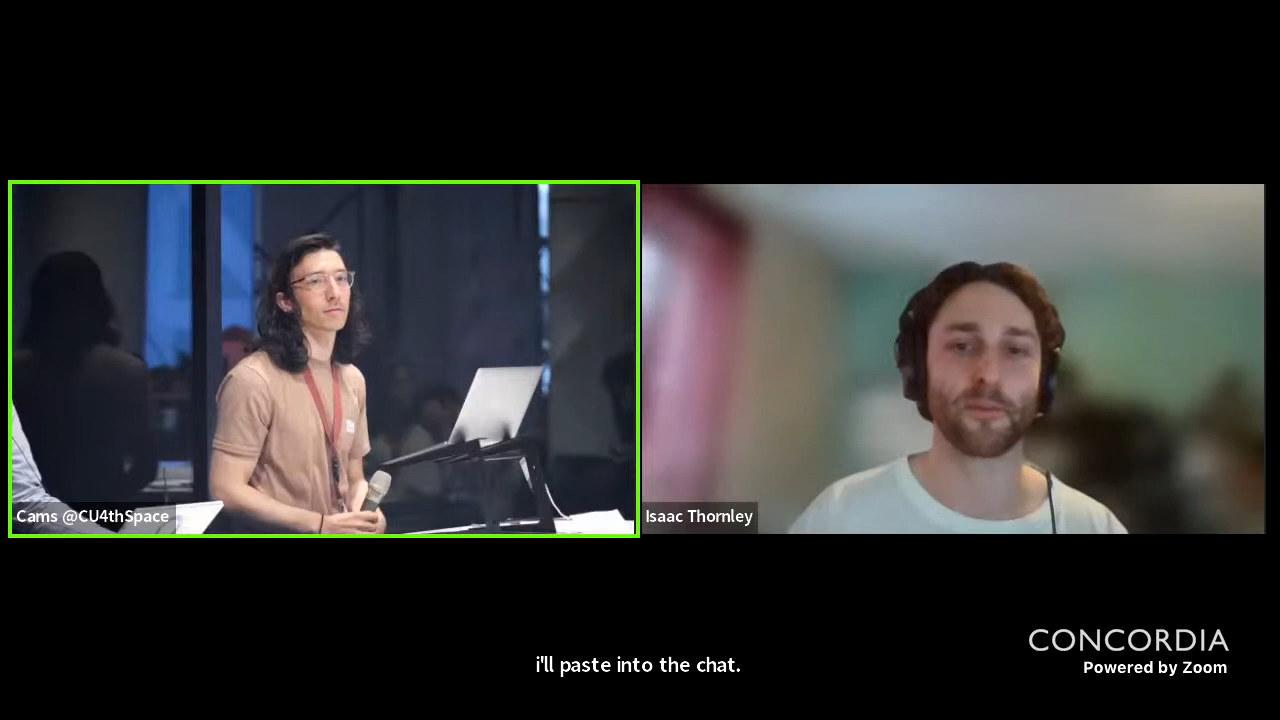 Cams @CU4thSpace
Isaac Thornley
i'll paste into the chat.
CONCORDIA
Powered by Zoom